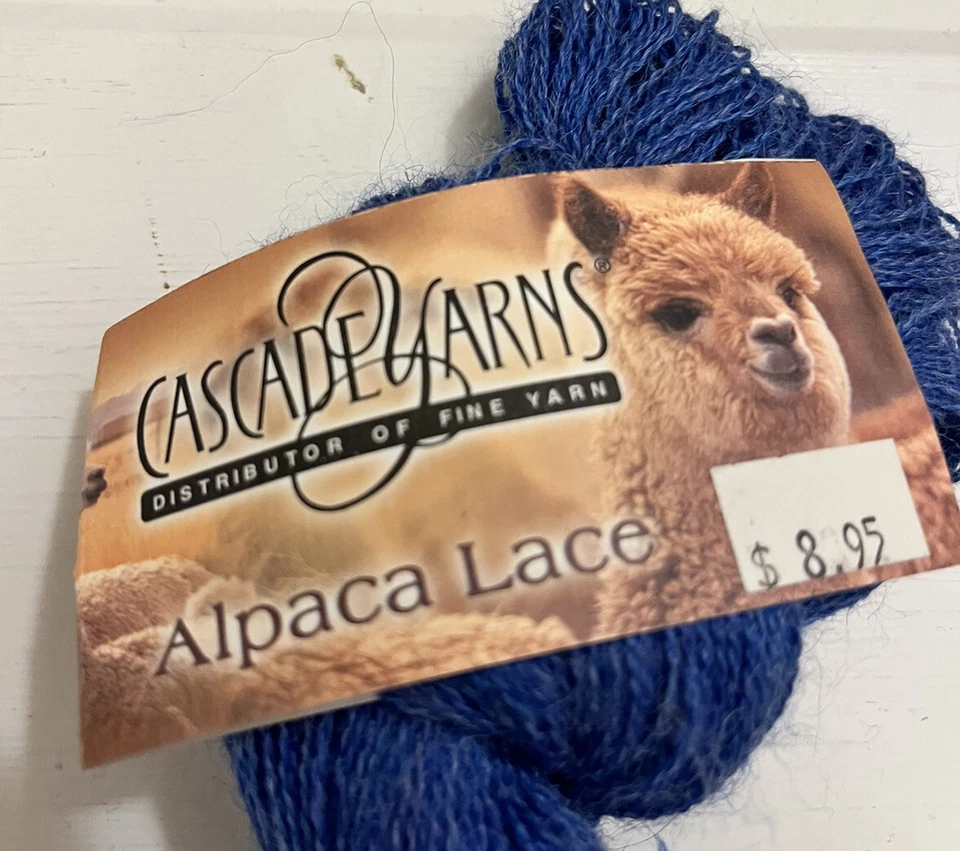 CASCADE YARNS®
DISTRIBUTOR OF FINE YARN
Alpaca Lace
$ 8.95